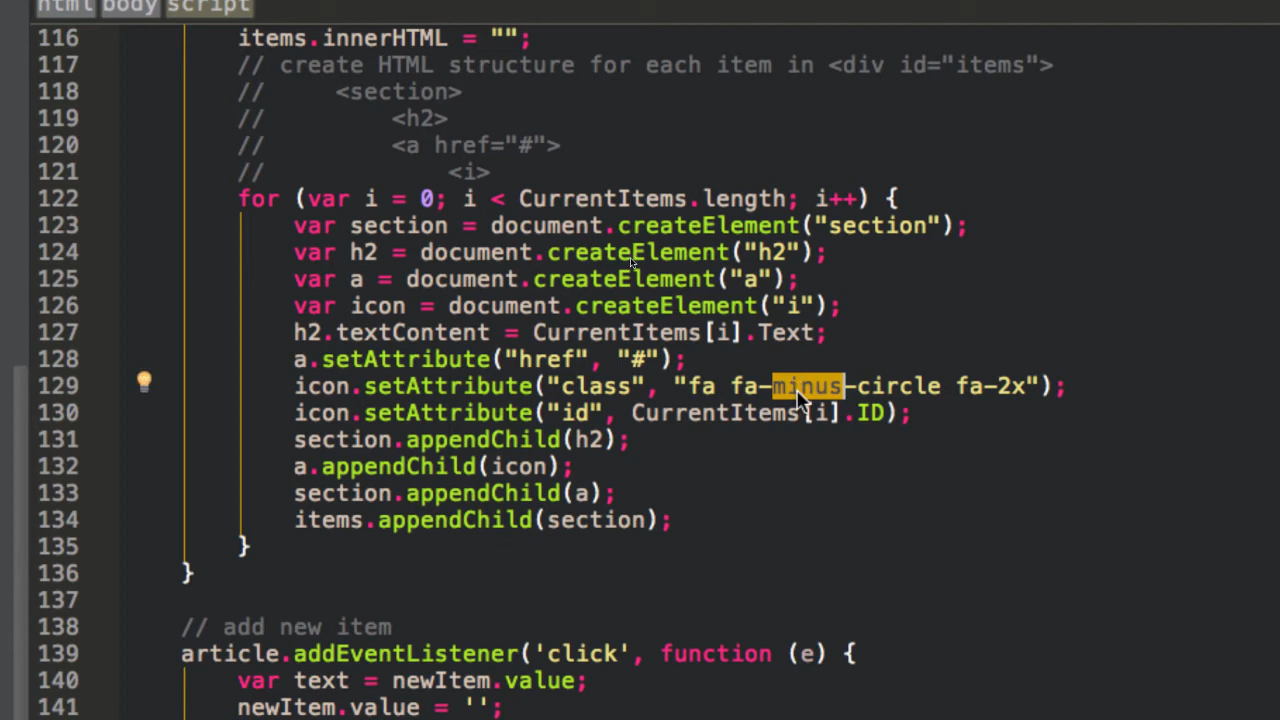 html body script
116 items.innerHTML = "";
117 // create HTML structure for each item in <div id="items">
118 //     <section>
119 //         <h2>
120 //         <a href="#">
121 //             <i>
122 for (var i = 0; i < CurrentItems.length; i++) {
123 var section = document.createElement("section");
124 var h2 = document.createElement("h2");
125 var a = document.createElement("a");
126 var icon = document.createElement("i");
127 h2.textContent = CurrentItems[i].Text;
128 a.setAttribute("href", "#");
129 icon.setAttribute("class", "fa fa-minus-circle fa-2x");
130 icon.setAttribute("id", CurrentItems[i].ID);
131 section.appendChild(h2);
132 a.appendChild(icon);
133 section.appendChild(a);
134 items.appendChild(section);
135 }
136 }
137
138 // add new item
139 article.addEventListener('click', function (e) {
140 var text = newItem.value;
141 newItem.value = '';